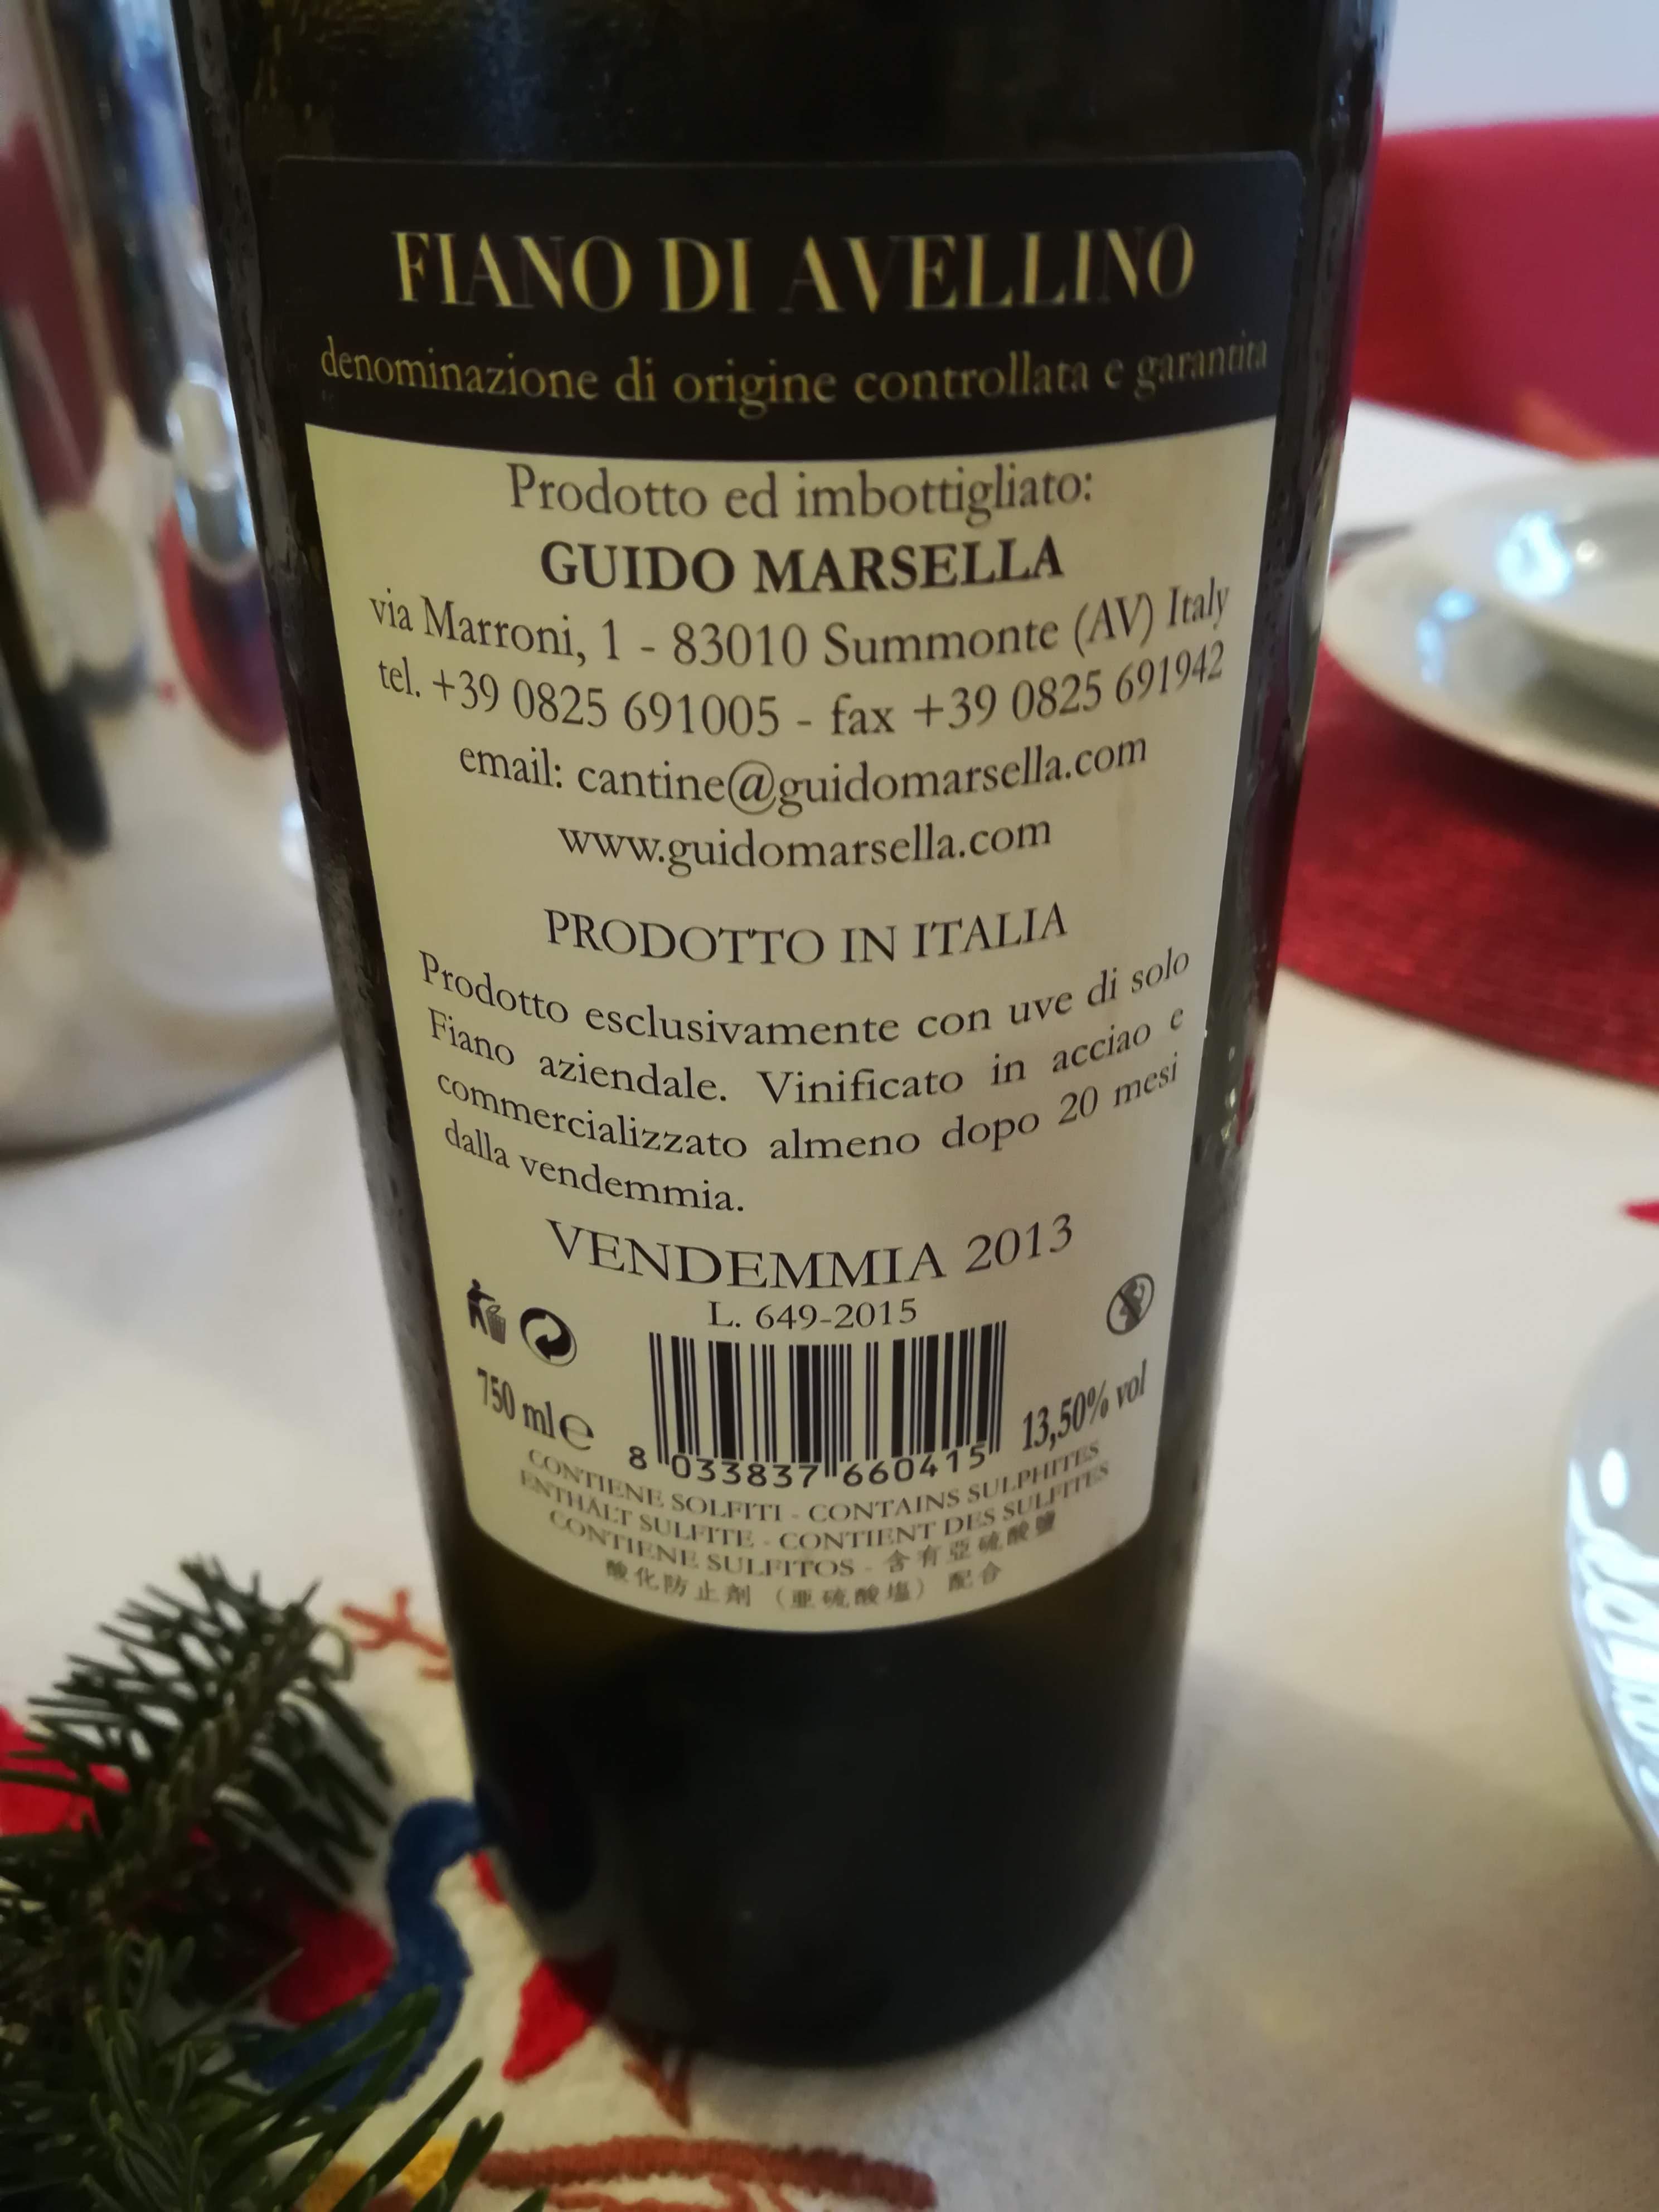 FIANO DI AVELLINO
denominazione di origine controllata e garantita
Prodotto ed imbottigliato:
GUIDO MARSELLA
via Marroni, 1 - 83010 Summonte (AV) Italy
tel. +39 0825 691005 - fax +39 0825 691942
email: cantine@guidomarsella.com
www.guidomarsella.com
PRODOTTO IN ITALIA
Prodotto esclusivamente con uve di solo
Fiano aziendale. Vinificato in acciao e
commercializzato almeno dopo 20 mesi
dalla vendemmia.
VENDEMMIA 2013
L. 649-2015
750 ml ℮
8 033837 660415
13,50% vol
CONTIENE SOLFITI - CONTAINS SULPHITES
ENTHÄLT SULFITE - CONTIENT DES SULFITES
CONTIENE SULFITOS - 含有亞硫酸鹽
酸化防止剤（亜硫酸塩）配合